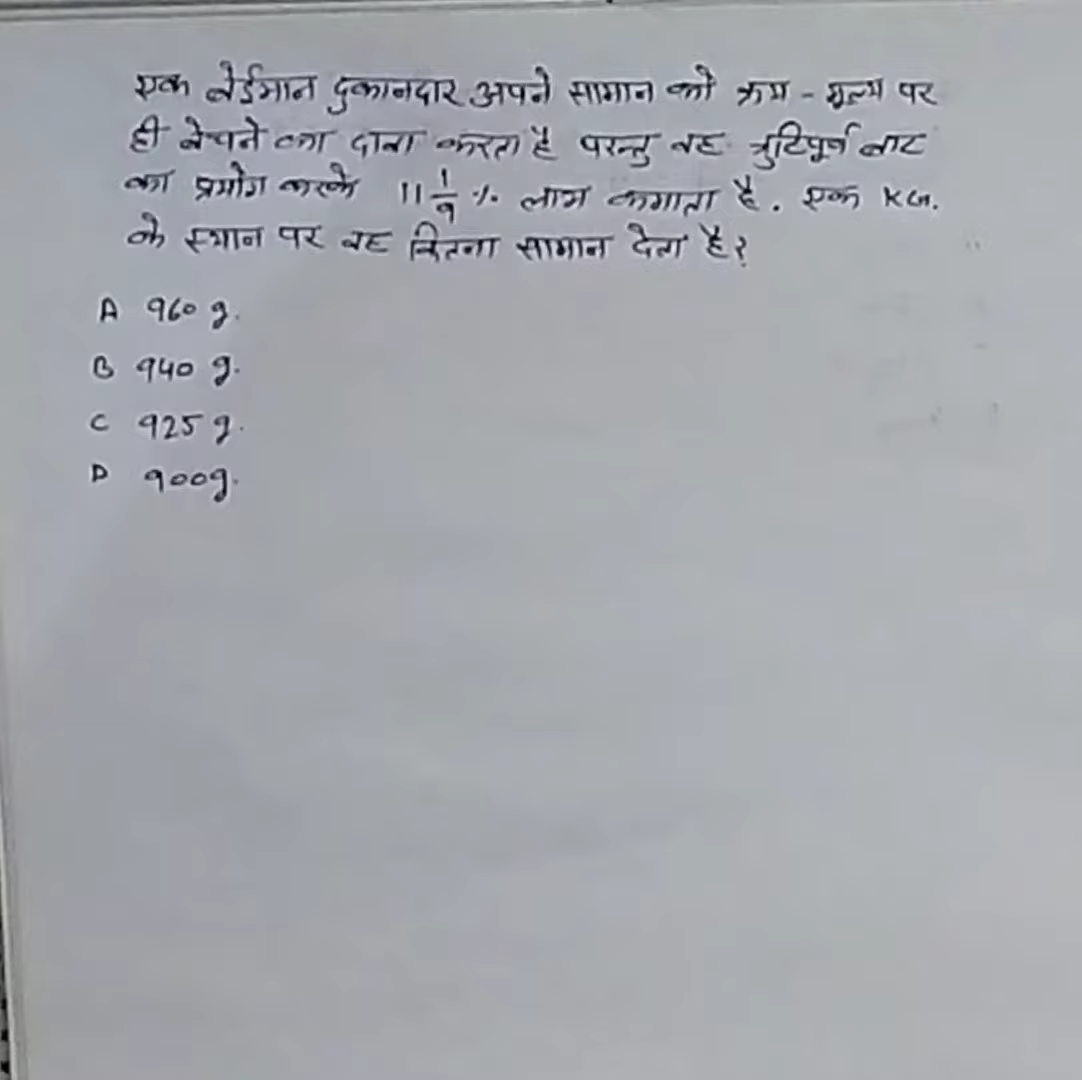 एक बेईमान दुकानदार अपने सामान को क्रय - मूल्य पर
ही बेचने का दावा करता है परन्तु वह त्रुटिपूर्ण बाट
का प्रयोग करके 11 1/9 % लाभ कमाता है. एक KG.
के स्थान पर वह कितना सामान देता है?
A 960 g.
B 940 g.
C 925 g.
D 900g.